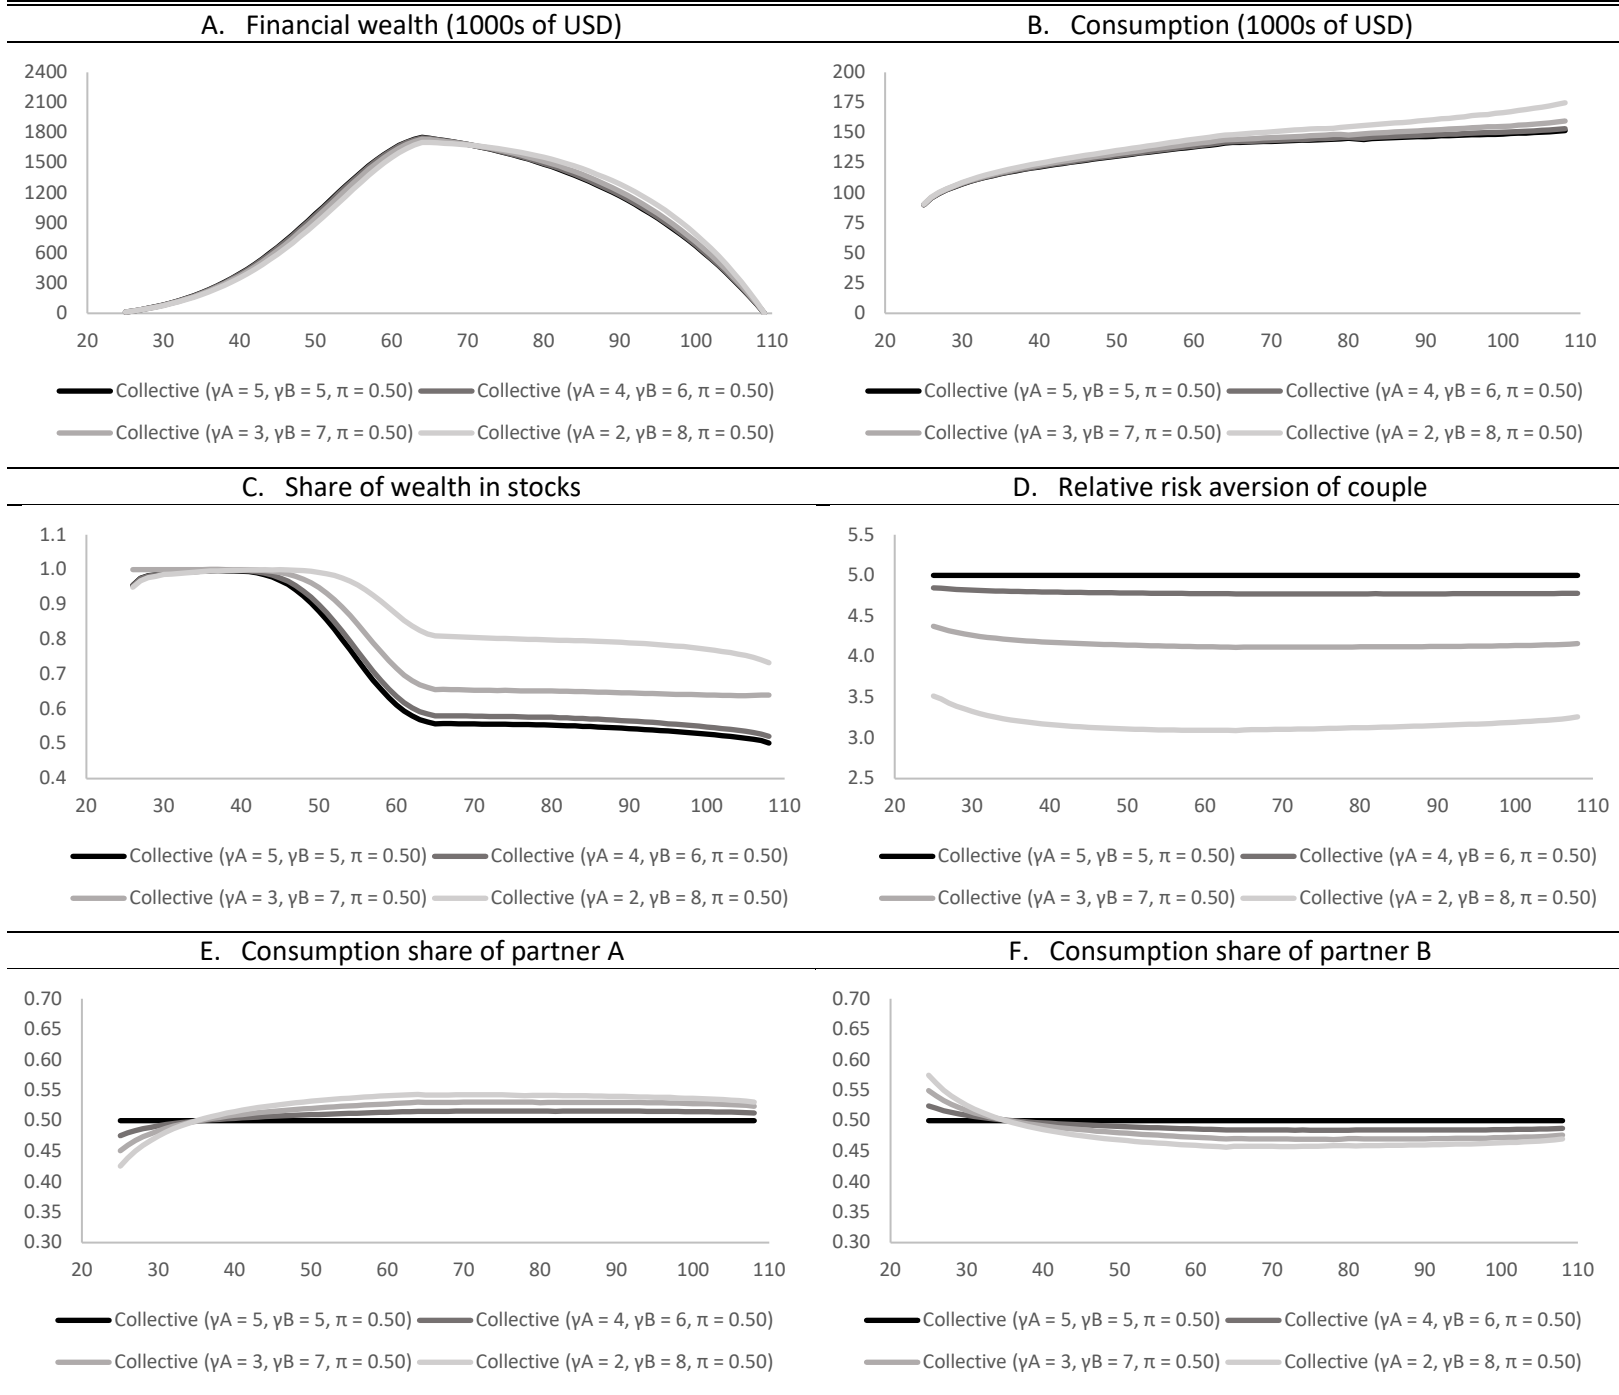 A. Financial wealth (1000s of USD)
2400
2100
1800
1500
1200
900
600
300
0
20 30 40 50 60 70 80 90 100 110
Collective (γA = 5, γB = 5, π = 0.50) Collective (γA = 4, γB = 6, π = 0.50)
Collective (γA = 3, γB = 7, π = 0.50) Collective (γA = 2, γB = 8, π = 0.50)
B. Consumption (1000s of USD)
200
175
150
125
100
75
50
25
0
20 30 40 50 60 70 80 90 100 110
Collective (γA = 5, γB = 5, π = 0.50) Collective (γA = 4, γB = 6, π = 0.50)
Collective (γA = 3, γB = 7, π = 0.50) Collective (γA = 2, γB = 8, π = 0.50)
C. Share of wealth in stocks
1.1
1.0
0.9
0.8
0.7
0.6
0.5
0.4
20 30 40 50 60 70 80 90 100 110
Collective (γA = 5, γB = 5, π = 0.50) Collective (γA = 4, γB = 6, π = 0.50)
Collective (γA = 3, γB = 7, π = 0.50) Collective (γA = 2, γB = 8, π = 0.50)
D. Relative risk aversion of couple
5.5
5.0
4.5
4.0
3.5
3.0
2.5
20 30 40 50 60 70 80 90 100 110
Collective (γA = 5, γB = 5, π = 0.50) Collective (γA = 4, γB = 6, π = 0.50)
Collective (γA = 3, γB = 7, π = 0.50) Collective (γA = 2, γB = 8, π = 0.50)
E. Consumption share of partner A
0.70
0.65
0.60
0.55
0.50
0.45
0.40
0.35
0.30
20 30 40 50 60 70 80 90 100 110
Collective (γA = 5, γB = 5, π = 0.50) Collective (γA = 4, γB = 6, π = 0.50)
Collective (γA = 3, γB = 7, π = 0.50) Collective (γA = 2, γB = 8, π = 0.50)
F. Consumption share of partner B
0.70
0.65
0.60
0.55
0.50
0.45
0.40
0.35
0.30
20 30 40 50 60 70 80 90 100 110
Collective (γA = 5, γB = 5, π = 0.50) Collective (γA = 4, γB = 6, π = 0.50)
Collective (γA = 3, γB = 7, π = 0.50) Collective (γA = 2, γB = 8, π = 0.50)